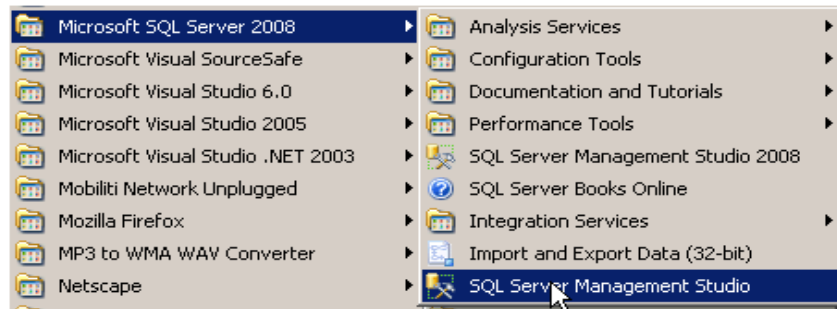 Microsoft SQL Server 2008
Microsoft Visual SourceSafe
Microsoft Visual Studio 6.0
Microsoft Visual Studio 2005
Microsoft Visual Studio .NET 2003
Mobiliti Network Unplugged
Mozilla Firefox
MP3 to WMA WAV Converter
Netscape
Analysis Services
Configuration Tools
Documentation and Tutorials
Performance Tools
SQL Server Management Studio 2008
SQL Server Books Online
Integration Services
Import and Export Data (32-bit)
SQL Server Management Studio